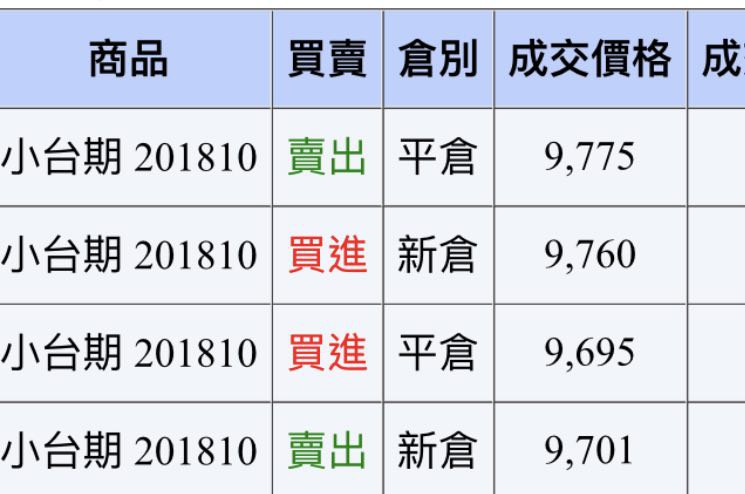 商品 買賣 倉別 成交價格 成
小台期 201810 賣出 平倉 9,775
小台期 201810 買進 新倉 9,760
小台期 201810 買進 平倉 9,695
小台期 201810 賣出 新倉 9,701